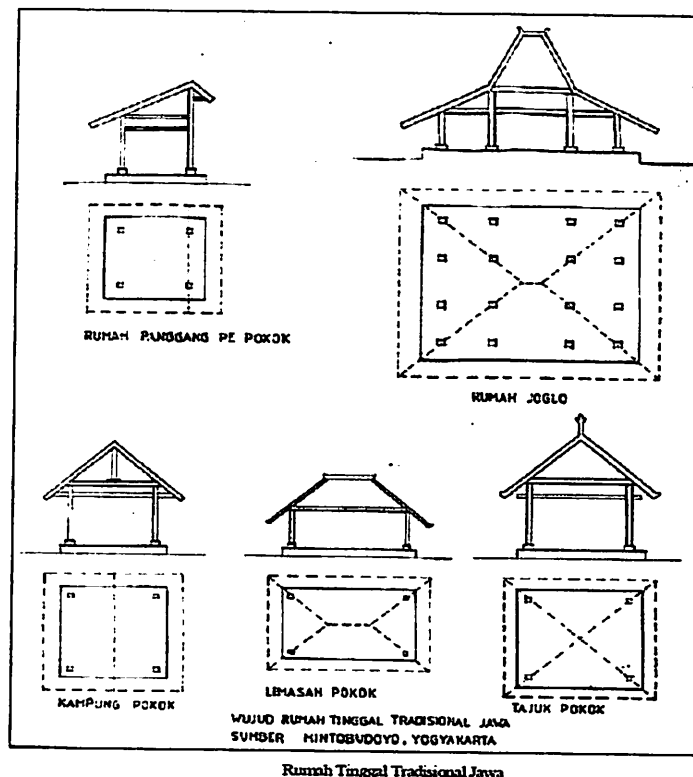 RUMAH PANGGANG PE POKOK
RUMAH JOGLO
KAMPUNG POKOK
LIMASAN POKOK
TAJUK POKOK
WUJUD RUMAH TINGGAL TRADISIONAL JAWA
SUMBER MINTOBUDOYO, YOGYAKARTA
Rumah Tinggal Tradisional Jawa